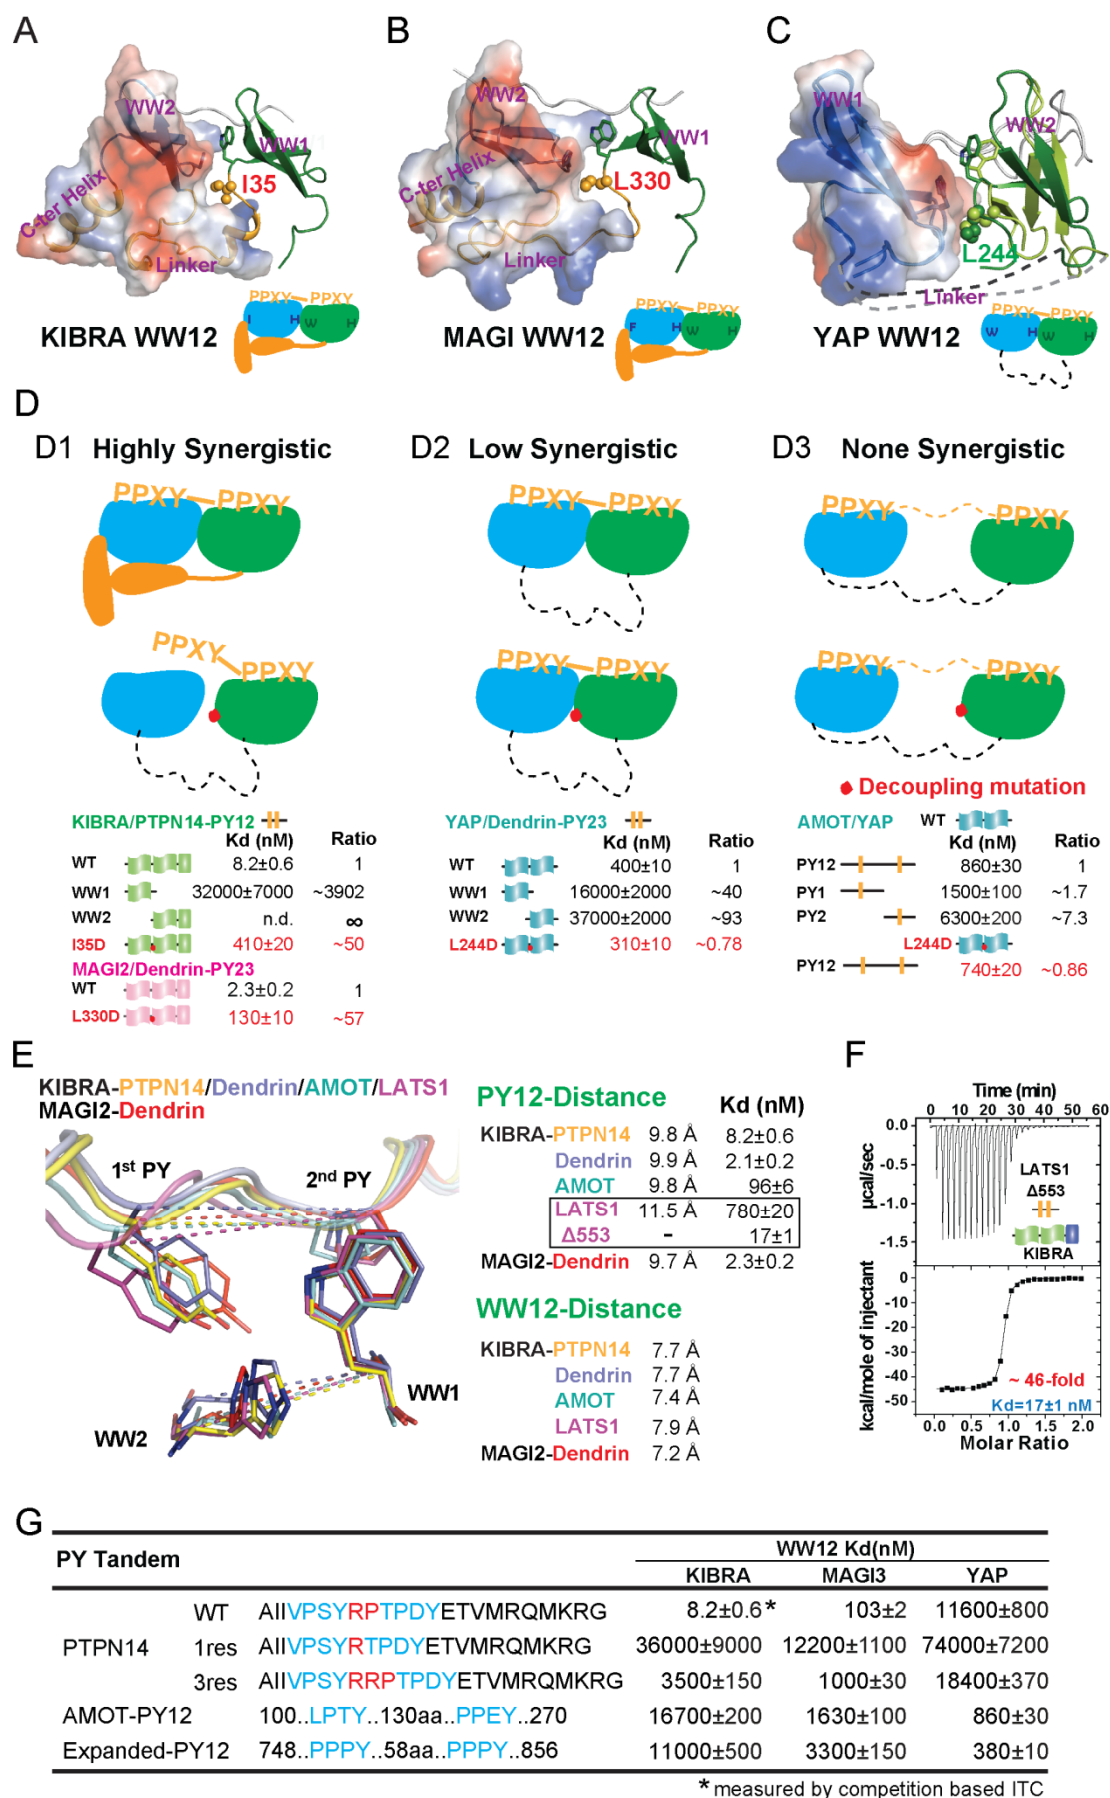 A
B
C
WW2
WW1
I35
C-ter Helix
Linker
WW2
WW1
L330
C-ter Helix
Linker
WW1
WW2
L244
Linker
KIBRA WW12
PPXY PPXY
I H W H
MAGI WW12
PPXY PPXY
F H W H
YAP WW12
PPXY PPXY
W H W H
D
D1 Highly Synergistic
D2 Low Synergistic
D3 None Synergistic
PPXY PPXY
PPXY PPXY
PPXY PPXY
PPXY PPXY
PPXY PPXY
PPXY PPXY
Decoupling mutation
KIBRA/PTPN14-PY12
Kd (nM) Ratio
WT 8.2±0.6 1
WW1 32000±7000 ~3902
WW2 n.d. ∞
I35D 410±20 ~50
MAGI2/Dendrin-PY23
WT 2.3±0.2 1
L330D 130±10 ~57
YAP/Dendrin-PY23
Kd (nM) Ratio
WT 400±10 1
WW1 16000±2000 ~40
WW2 37000±2000 ~93
L244D 310±10 ~0.78
AMOT/YAP WT
Kd (nM) Ratio
PY12 860±30 1
PY1 1500±100 ~1.7
PY2 6300±200 ~7.3
L244D
PY12 740±20 ~0.86
E
KIBRA-PTPN14/Dendrin/AMOT/LATS1
MAGI2-Dendrin
1st PY
2nd PY
WW1
WW2
PY12-Distance Kd (nM)
KIBRA-PTPN14 9.8 Å 8.2±0.6
Dendrin 9.9 Å 2.1±0.2
AMOT 9.8 Å 96±6
LATS1 11.5 Å 780±20
Δ553 - 17±1
MAGI2-Dendrin 9.7 Å 2.3±0.2
WW12-Distance
KIBRA-PTPN14 7.7 Å
Dendrin 7.7 Å
AMOT 7.4 Å
LATS1 7.9 Å
MAGI2-Dendrin 7.2 Å
F
Time (min)
0 10 20 30 40 50 60
µcal/sec
0.0
-0.5
-1.0
-1.5
LATS1
Δ553
KIBRA
kcal/mole of injectant
0
-10
-20
-30
-40
-50
~ 46-fold
Kd=17±1 nM
0.0 0.5 1.0 1.5 2.0
Molar Ratio
G
PY Tandem
WW12 Kd(nM)
KIBRA MAGI3 YAP
WT AIIVPSYRPTPDYETVMRQMKRG 8.2±0.6* 103±2 11600±800
PTPN14 1res AIIVPSYRTPDYETVMRQMKRG 36000±9000 12200±1100 74000±7200
3res AIIVPSYRRPTPDYETVMRQMKRG 3500±150 1000±30 18400±370
AMOT-PY12 100..LPTY..130aa..PPEY..270 16700±200 1630±100 860±30
Expanded-PY12 748..PPPY..58aa..PPPY..856 11000±500 3300±150 380±10
* measured by competition based ITC